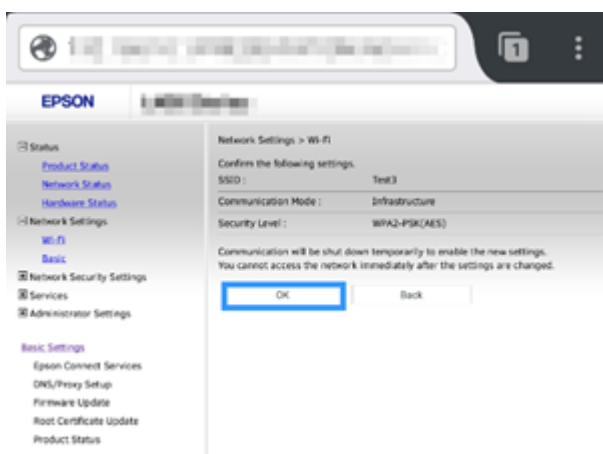 1
EPSON
Status
Product Status
Network Status
Hardware Status
Network Settings
Wi-Fi
Basic
Network Security Settings
Services
Administrator Settings
Basic Settings
Epson Connect Services
DNS/Proxy Setup
Firmware Update
Root Certificate Update
Product Status
Network Settings > Wi-Fi
Confirm the following settings.
SSID : Test3
Communication Mode : Infrastructure
Security Level : WPA2-PSK(AES)
Communication will be shut down temporarily to enable the new settings.
You cannot access the network immediately after the settings are changed.
OK Back